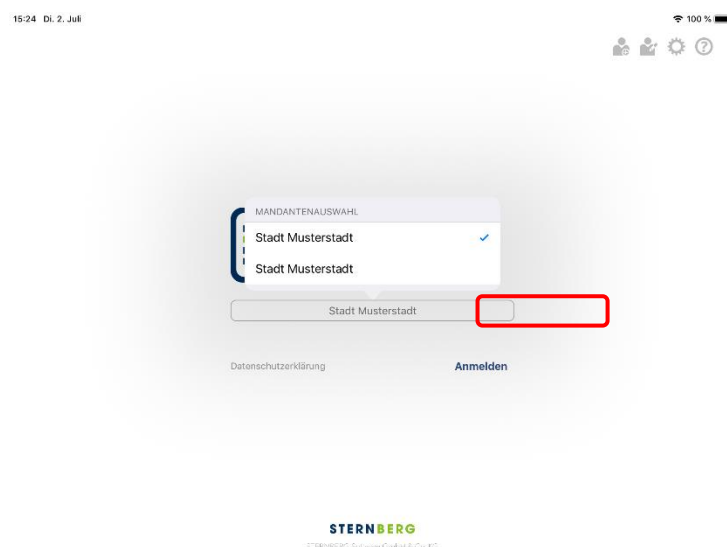 15:24 Di. 2. Juli
100 %
MANDANTENAUSWAHL
Stadt Musterstadt
Stadt Musterstadt
Stadt Musterstadt
Datenschutzerklärung
Anmelden
STERNBERG